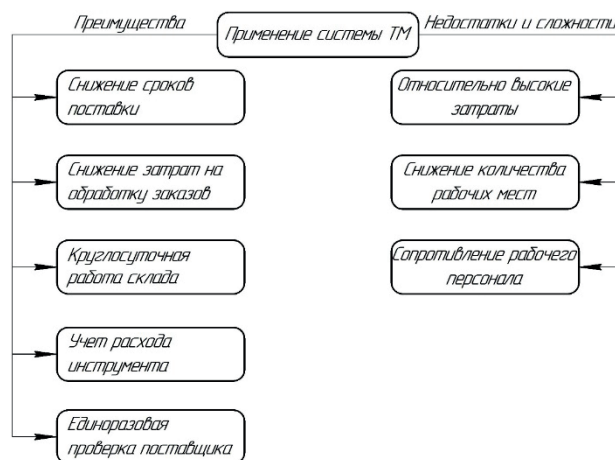 Преимущества
Применение системы ТМ
Недостатки и сложности
Снижение сроков
поставки
Снижение затрат на
обработку заказов
Круглосуточная
работа склада
Учет расхода
инструмента
Единоразовая
проверка поставщика
Относительно высокие
затраты
Снижение количества
рабочих мест
Сопротивление рабочего
персонала